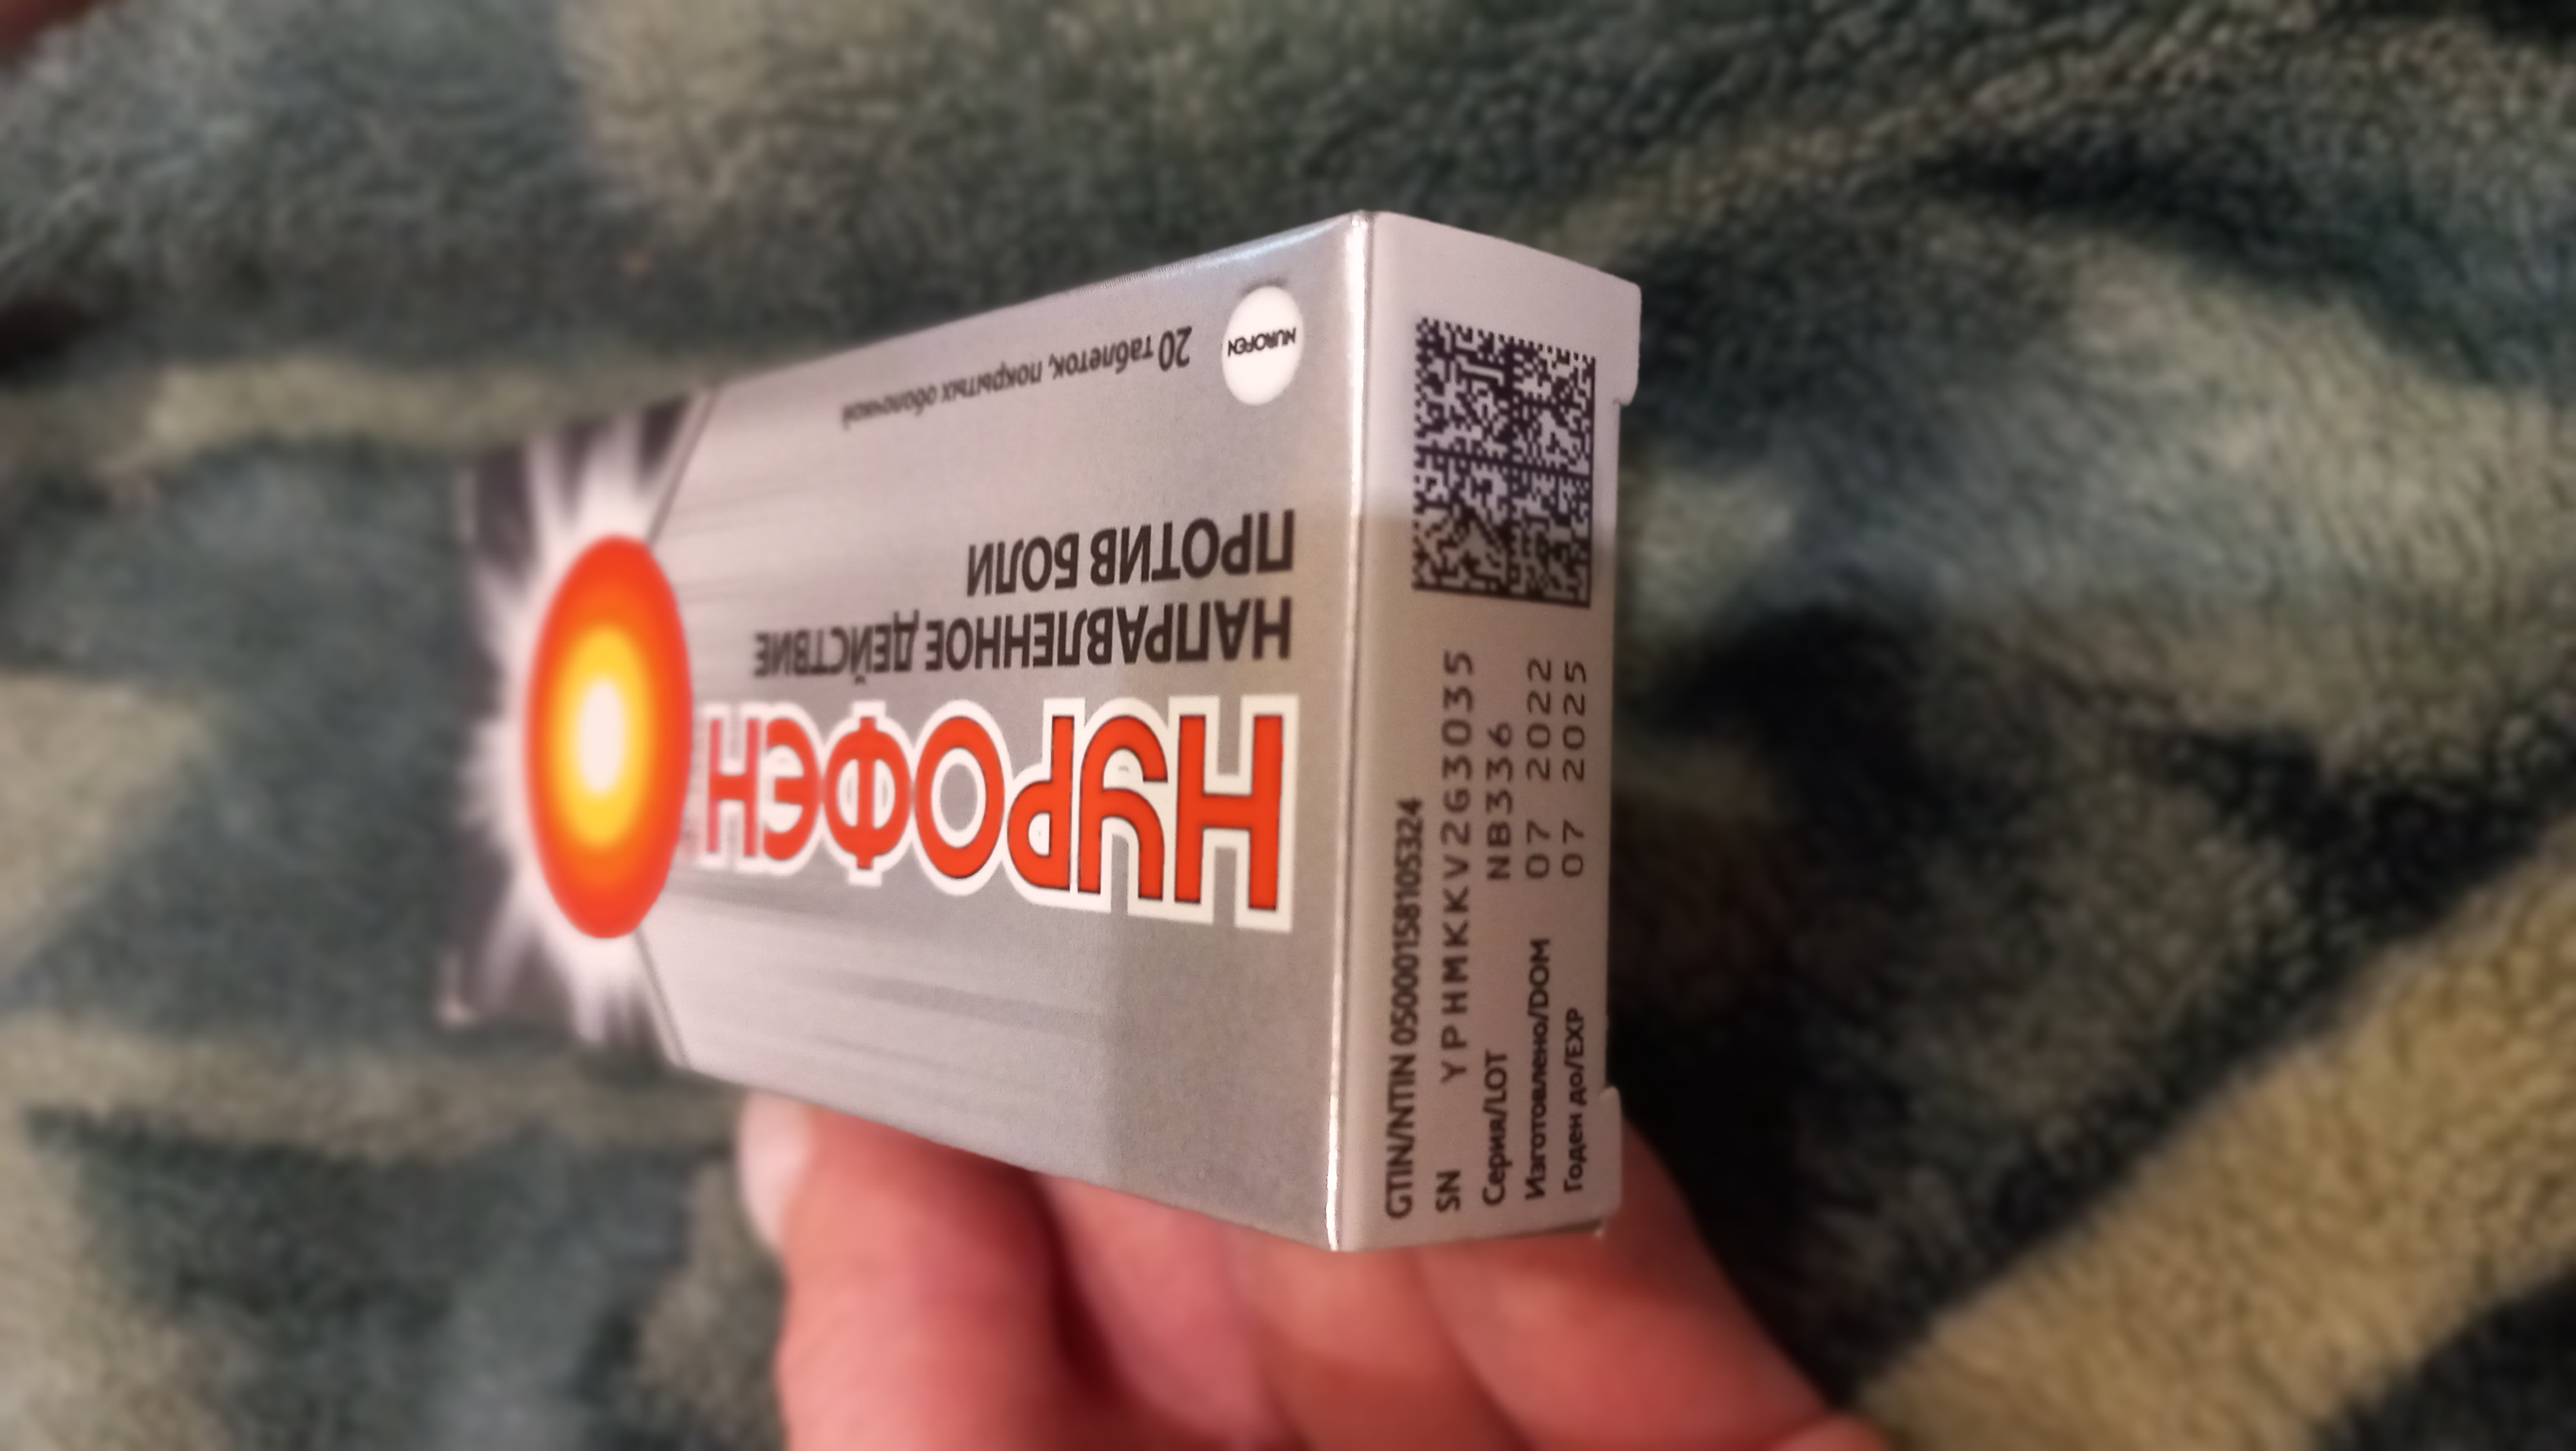 НУРОФЕН
НАПРАВЛЕННОЕ ДЕЙСТВИЕ
ПРОТИВ БОЛИ
20 таблеток, покрытых оболочкой
NUROFEN
GTIN/NTIN 05000158105324
SN YPHMKKV2G3035
Серия/LOT NB336
Изготовлено/DOM 07 2022
Годен до/EXP 07 2025